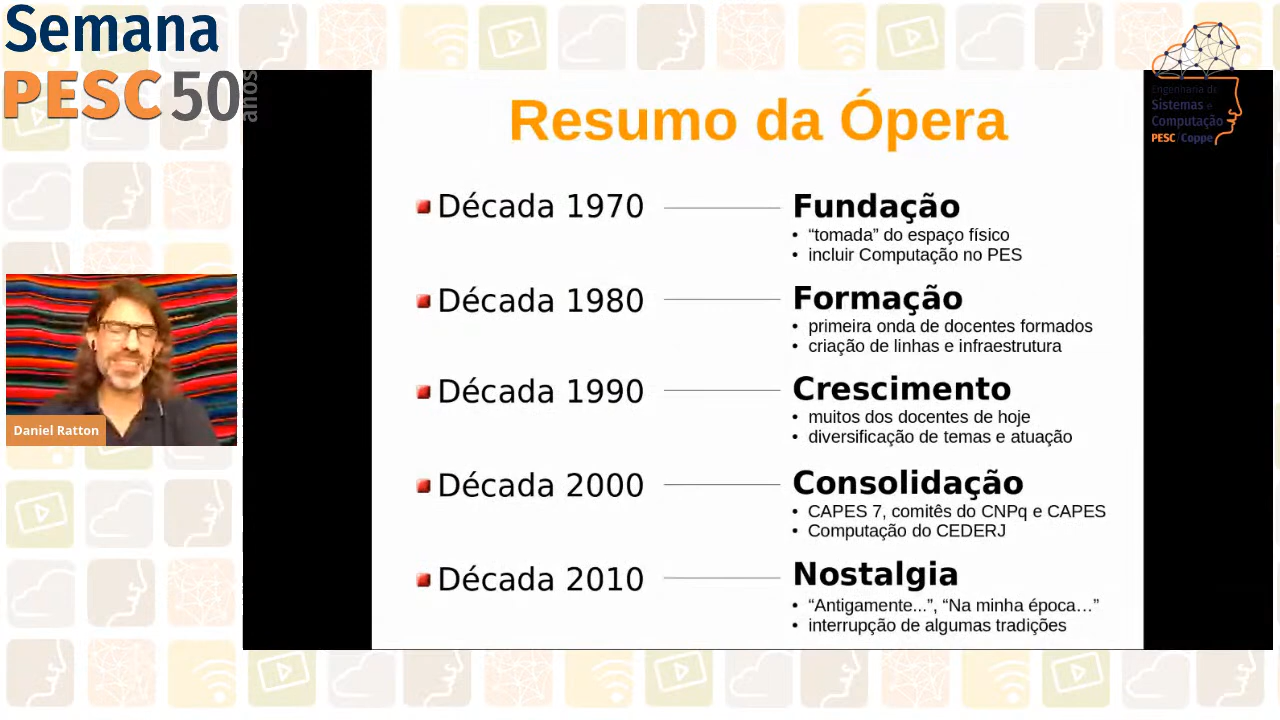 Semana
PESC 50
anos
Engenharia de
Sistemas e
Computação
PESC/Coppe
Resumo da Ópera
Década 1970
Fundação
• “tomada” do espaço físico
• incluir Computação no PES
Década 1980
Formação
• primeira onda de docentes formados
• criação de linhas e infraestrutura
Década 1990
Crescimento
• muitos dos docentes de hoje
• diversificação de temas e atuação
Década 2000
Consolidação
• CAPES 7, comitês do CNPq e CAPES
• Computação do CEDERJ
Década 2010
Nostalgia
• “Antigamente...”, “Na minha época…”
• interrupção de algumas tradições
Daniel Ratton